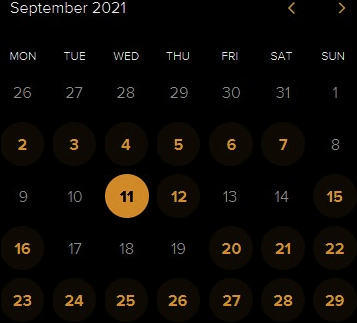 September 2021 < >
MON TUE WED THU FRI SAT SUN
26 27 28 29 30 31 1
2 3 4 5 6 7 8
9 10 11 12 13 14 15
16 17 18 19 20 21 22
23 24 25 26 27 28 29